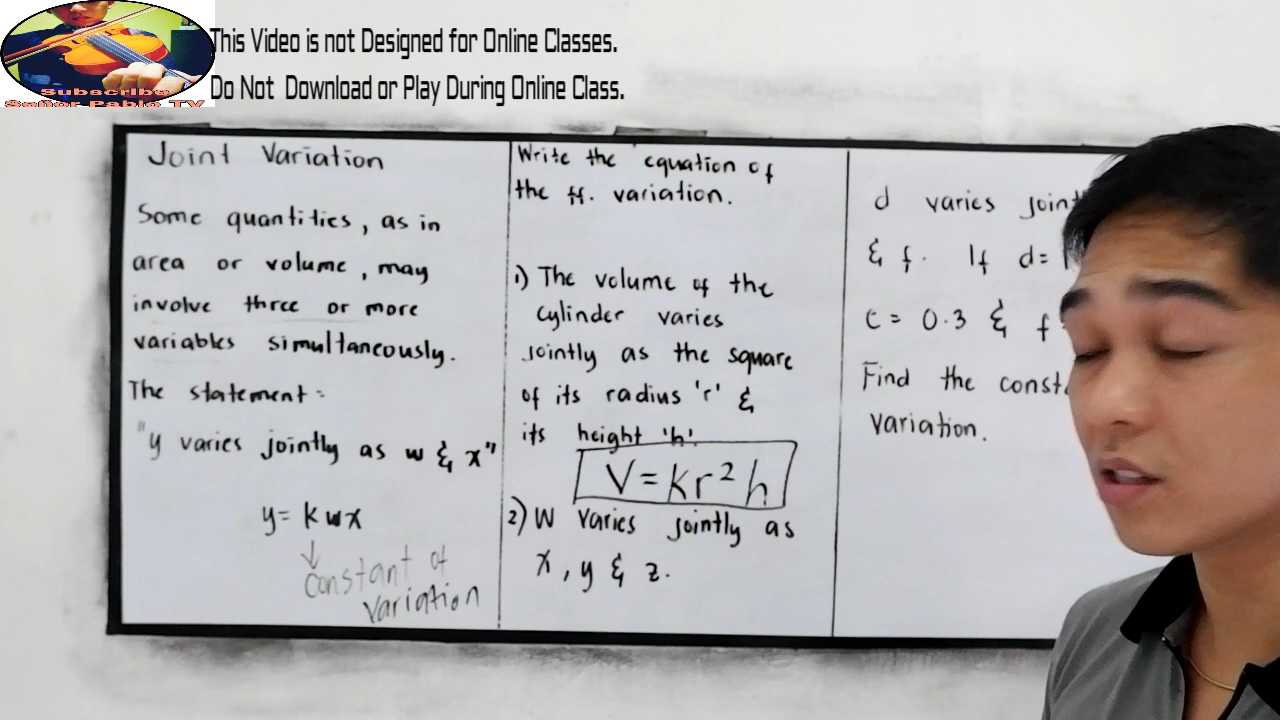 This Video is not Designed for Online Classes.
Do Not Download or Play During Online Class.
Subscribe
Señor Pablo TV
Joint Variation
Some quantities, as in
area or volume, may
involve three or more
variables simultaneously.
The statement:
"y varies jointly as w & x"
y = kwx
↓
constant of
variation
Write the equation of
the ff. variation.
1) The volume of the
cylinder varies
jointly as the square
of its radius 'r' &
its height 'h'.
V = kr²h
2) W varies jointly as
x, y & z.
d varies
& f. If d=
e = 0.3 & f
Find the
variation.